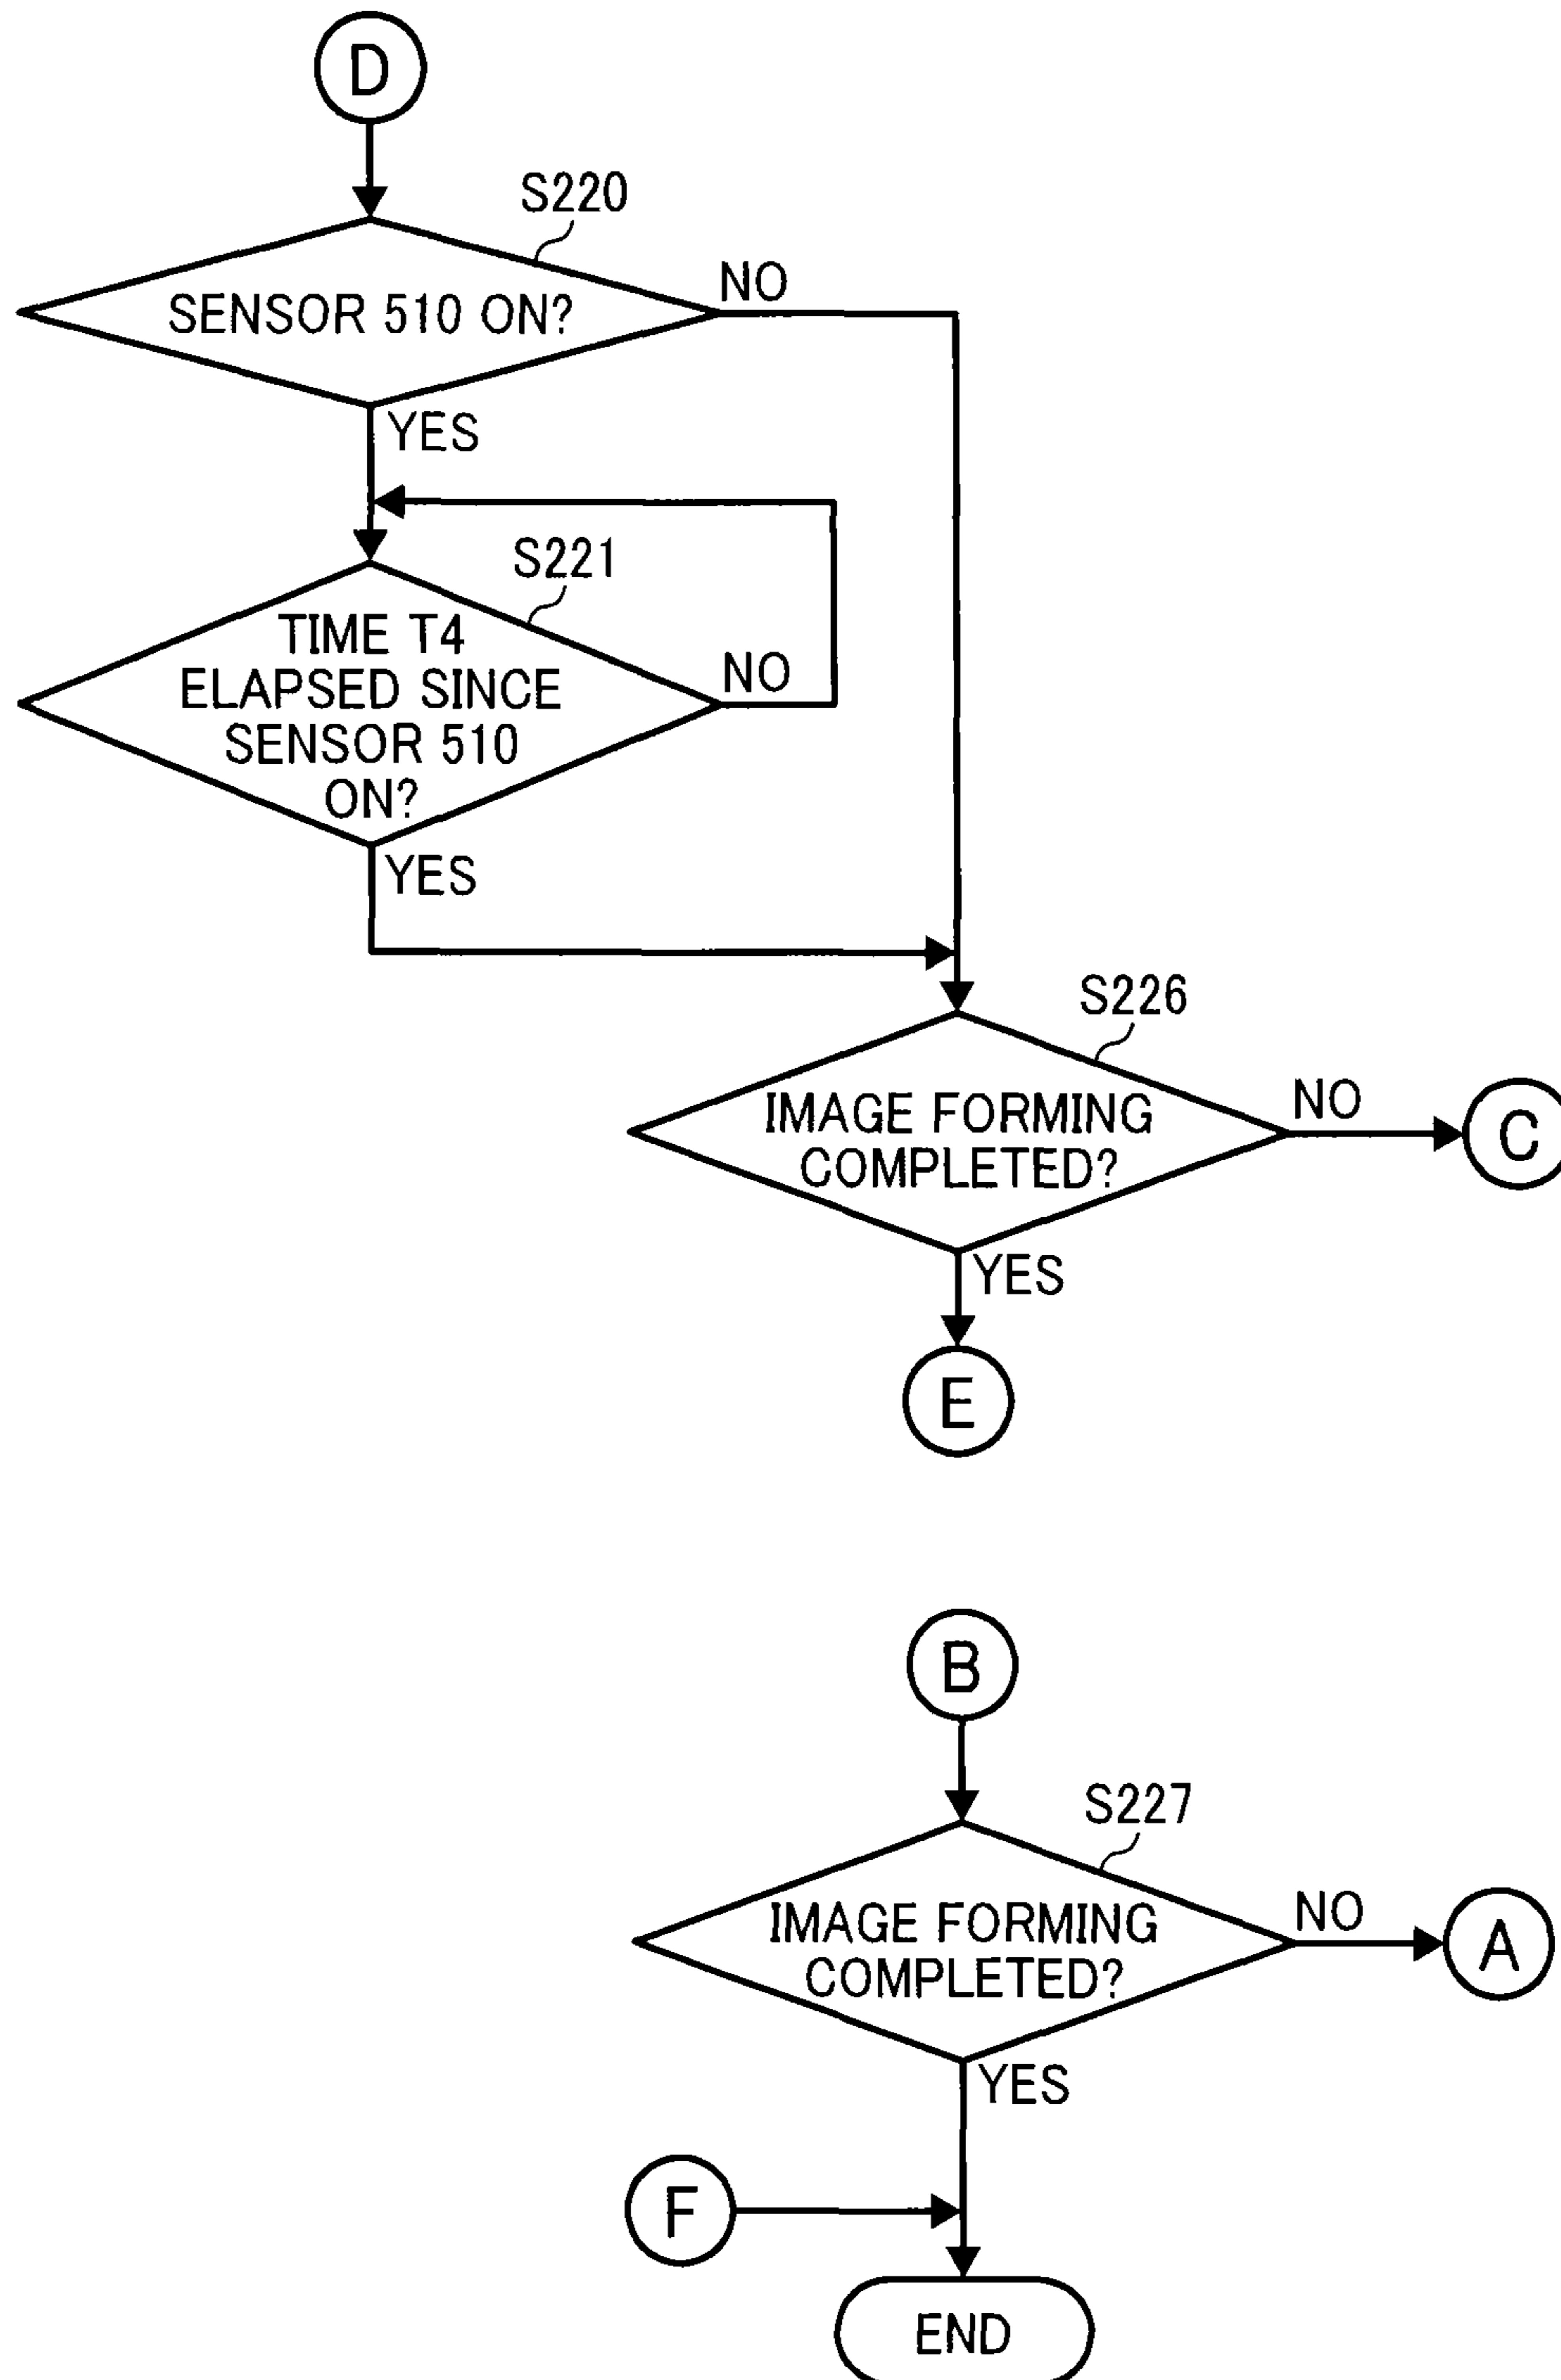 D
S220
SENSOR 510 ON?
NO
YES
S221
TIME T4
ELAPSED SINCE
SENSOR 510
ON?
NO
YES
S226
IMAGE FORMING
COMPLETED?
NO
C
YES
E
B
S227
IMAGE FORMING
COMPLETED?
NO
A
YES
F
END